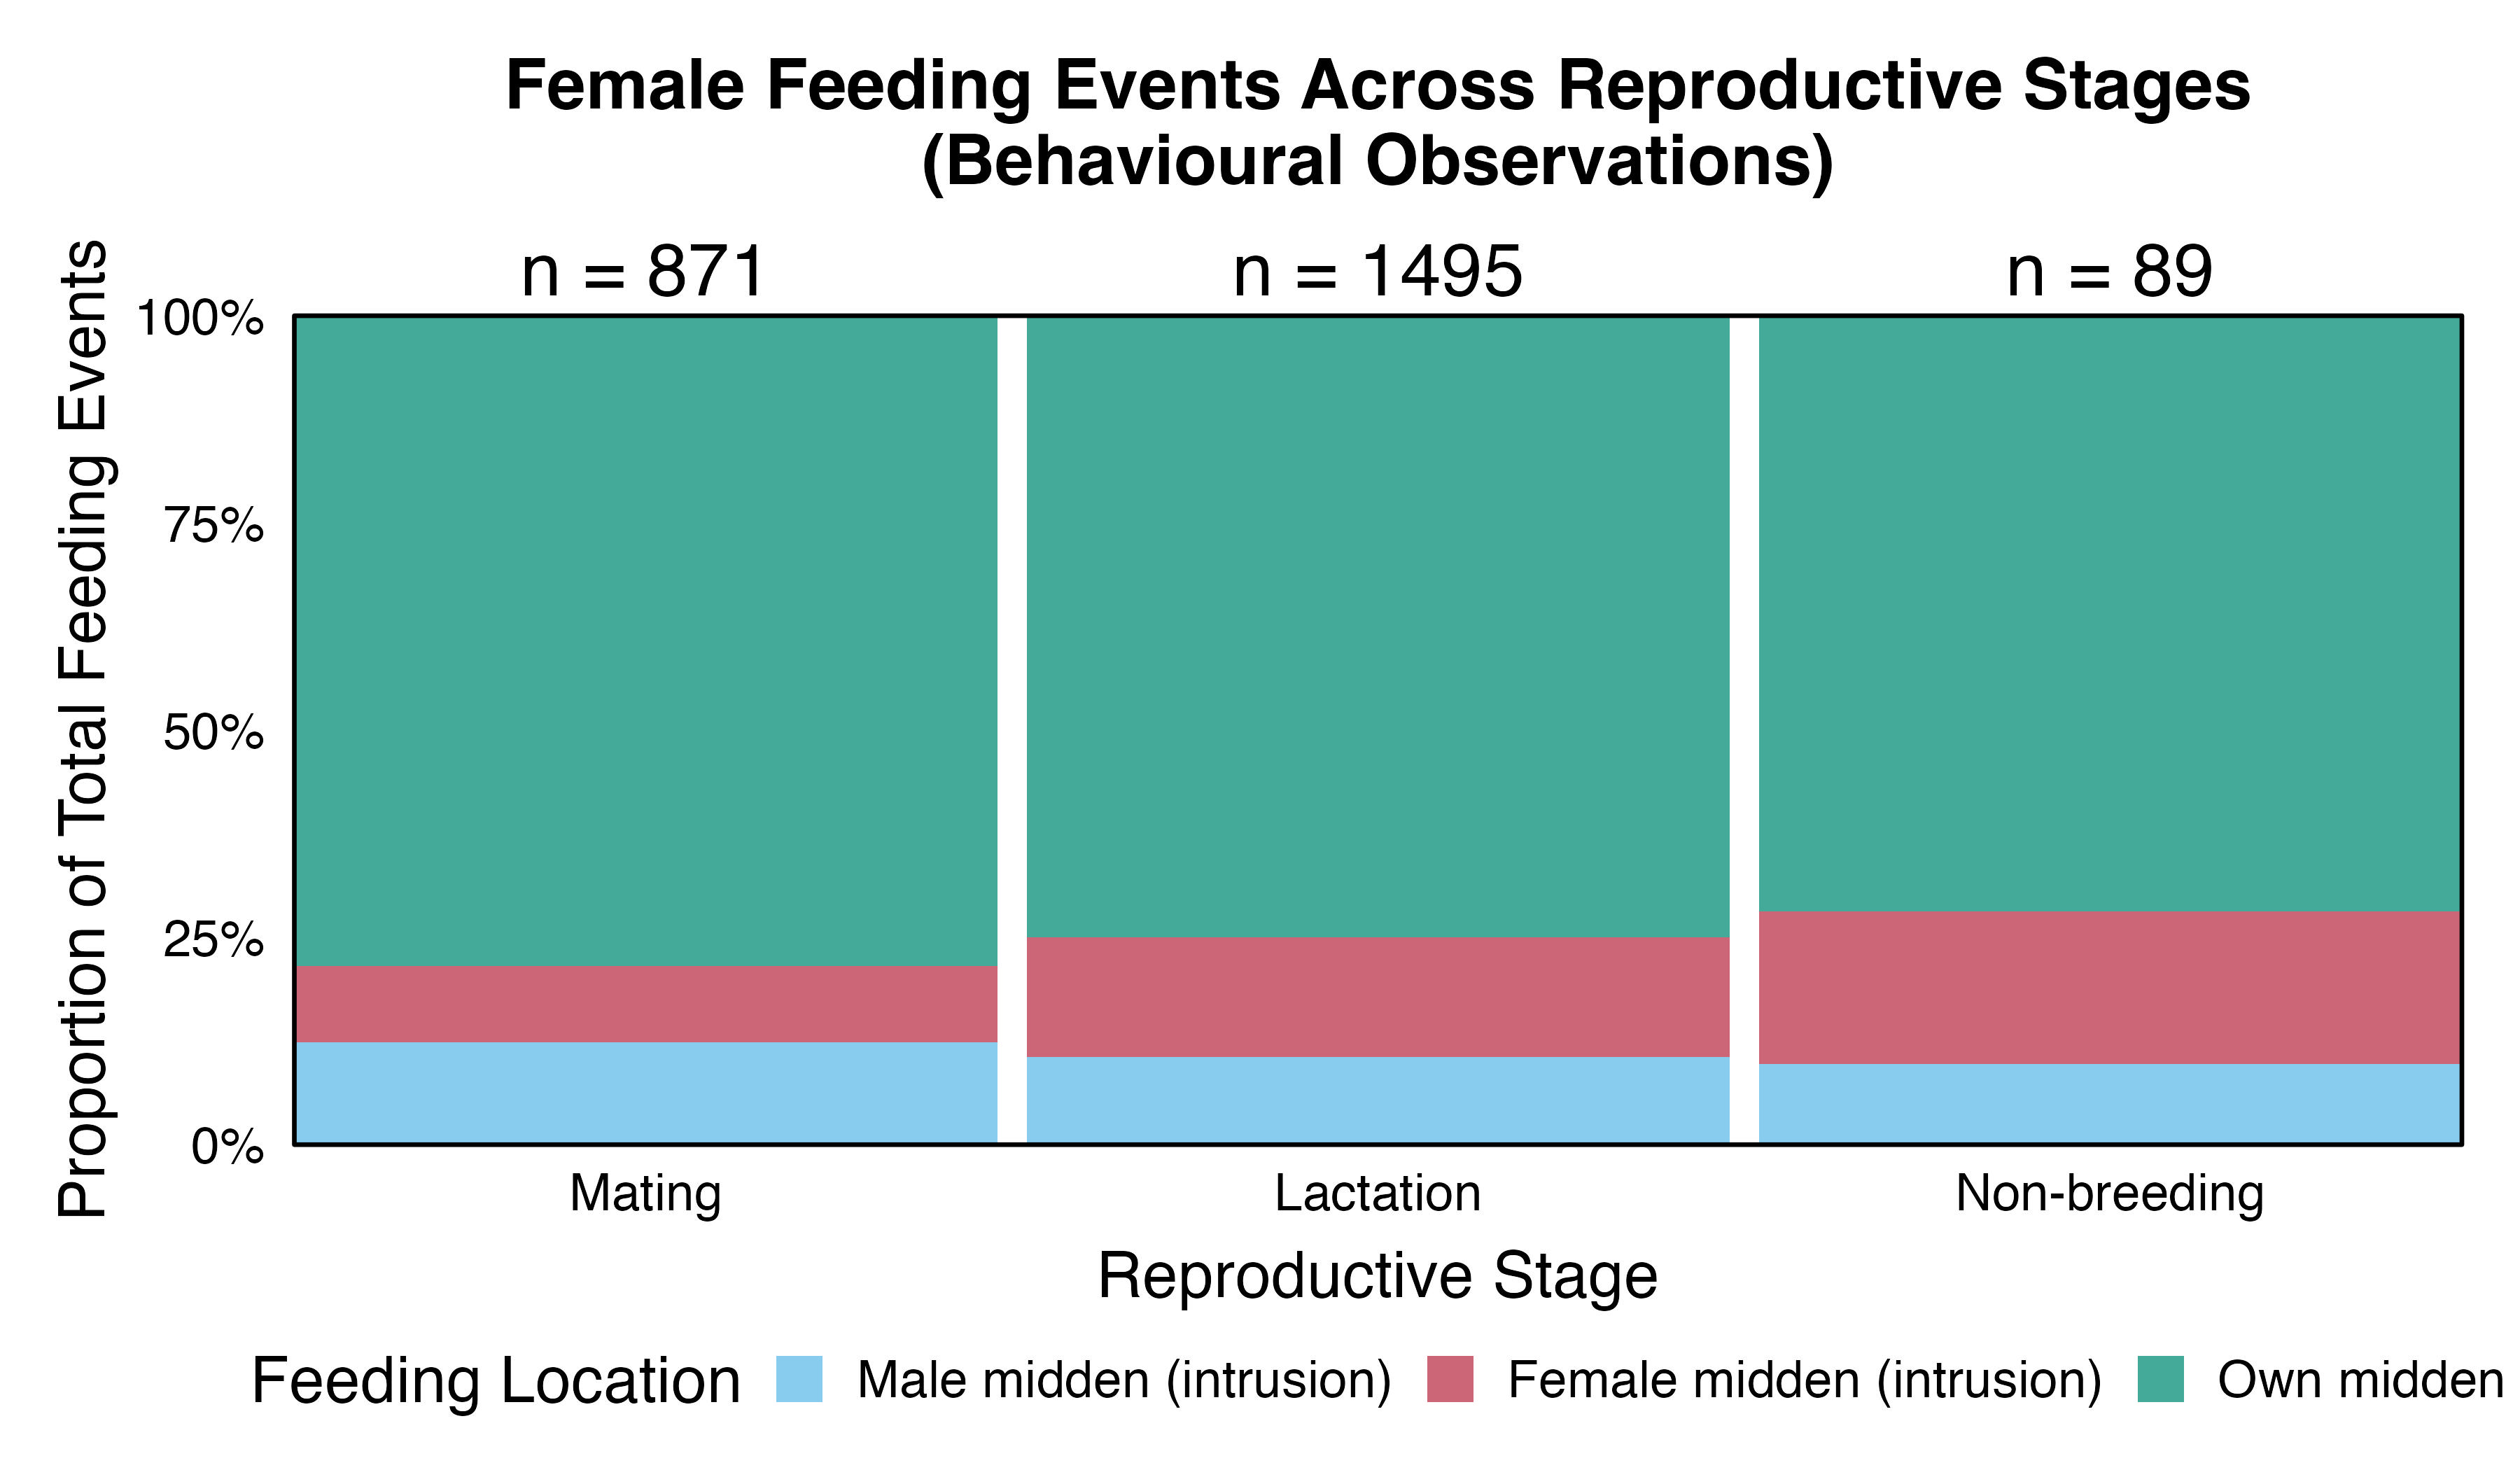 Female Feeding Events Across Reproductive Stages
(Behavioural Observations)
n = 871
n = 1495
n = 89
Proportion of Total Feeding Events
100%
75%
50%
25%
0%
Mating
Lactation
Non-breeding
Reproductive Stage
Feeding Location
Male midden (intrusion)
Female midden (intrusion)
Own midden